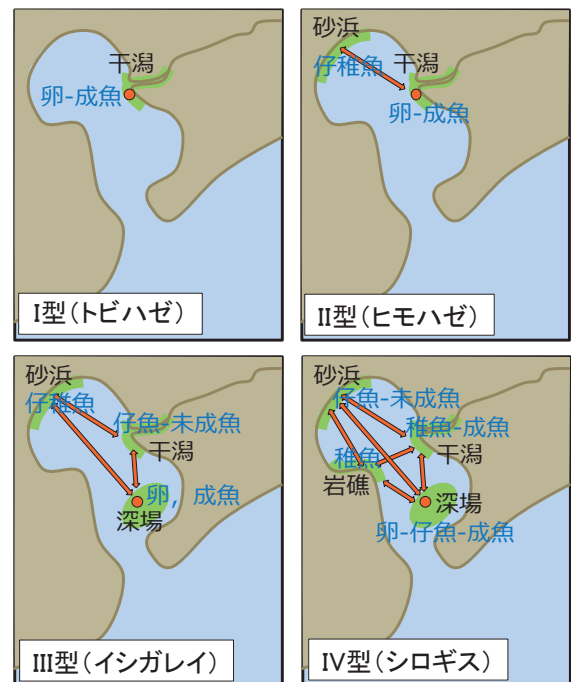 干潟
卵-成魚
I型(トビハゼ)
砂浜
仔稚魚
干潟
卵-成魚
II型(ヒモハゼ)
砂浜
仔稚魚
仔魚-未成魚
干潟
卵, 成魚
深場
III型(イシガレイ)
砂浜
仔魚-未成魚
稚魚-成魚
稚魚
干潟
岩礁
深場
卵-仔魚-成魚
IV型(シロギス)